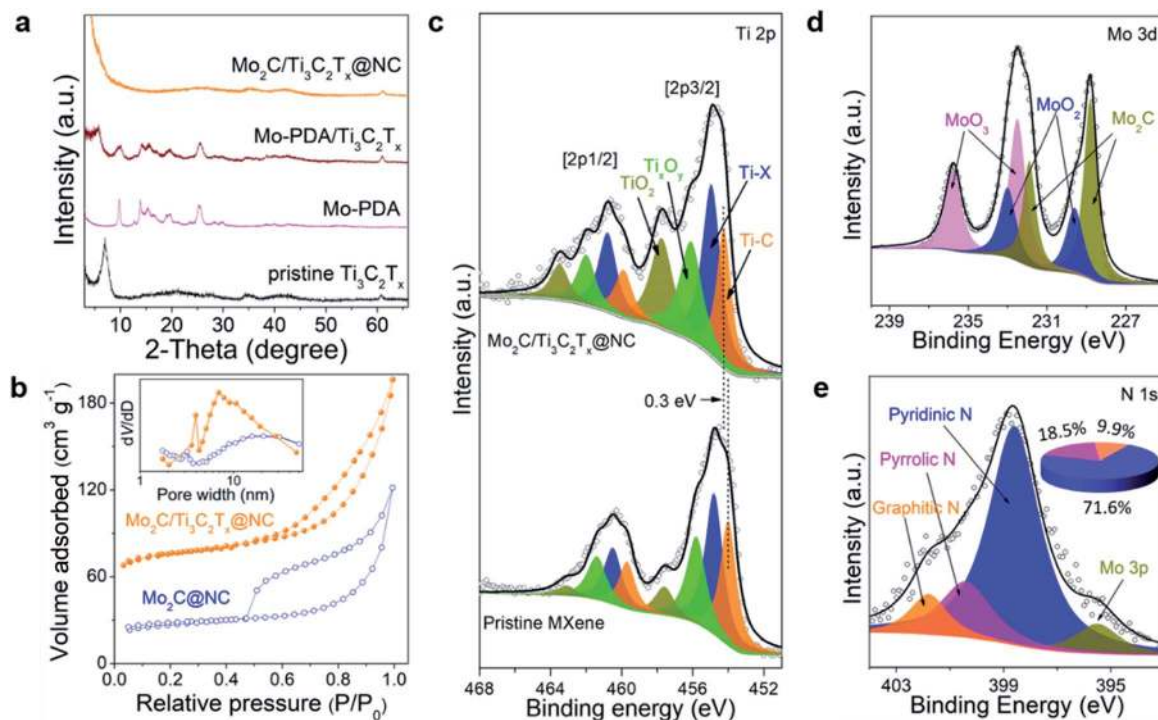 a
Intensity (a.u.)
Mo₂C/Ti₃C₂Tₓ@NC
Mo-PDA/Ti₃C₂Tₓ
Mo-PDA
pristine Ti₃C₂Tₓ
10 20 30 40 50 60
2-Theta (degree)
b
Volume adsorbed (cm³ g⁻¹)
180
120
60
0
dV/dD
1 10
Pore width (nm)
Mo₂C/Ti₃C₂Tₓ@NC
Mo₂C@NC
0.0 0.2 0.4 0.6 0.8 1.0
Relative pressure (P/P₀)
c
Ti 2p
Intensity (a.u.)
[2p3/2]
[2p1/2]
TiO₂
TiₓOᵧ
Ti-X
Ti-C
Mo₂C/Ti₃C₂Tₓ@NC
0.3 eV
Pristine MXene
468 464 460 456 452
Binding energy (eV)
d
Mo 3d
Intensity (a.u.)
MoO₃
MoO₂
Mo₂C
239 235 231 227
Binding Energy (eV)
e
N 1s
Intensity (a.u.)
Pyridinic N
18.5% 9.9%
71.6%
Pyrrolic N
Graphitic N
Mo 3p
403 399 395
Binding Energy (eV)